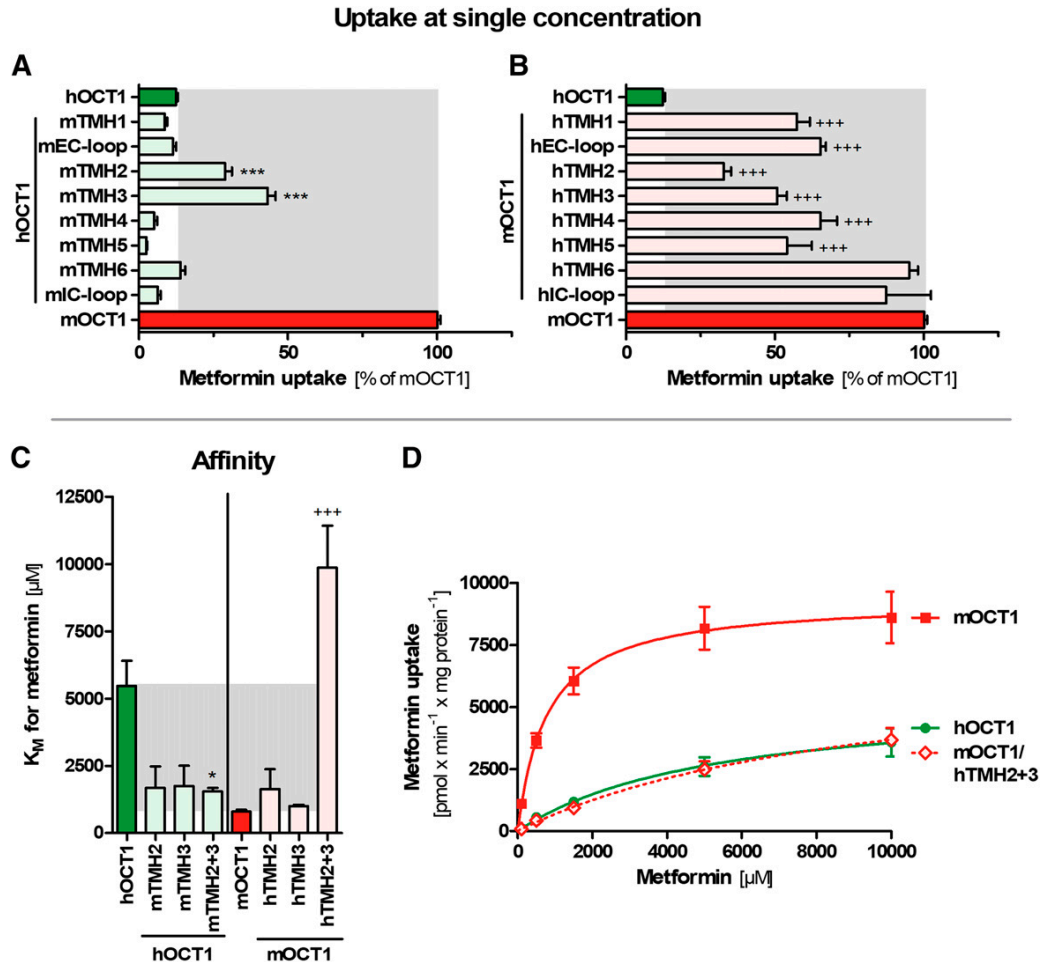 Uptake at single concentration
A
hOCT1
mTMH1
mEC-loop
mTMH2
***
mTMH3
***
mTMH4
mTMH5
mTMH6
mIC-loop
mOCT1
hOCT1
0
50
100
Metformin uptake [% of mOCT1]
B
hOCT1
hTMH1
+++
hEC-loop
+++
hTMH2
+++
hTMH3
+++
hTMH4
+++
hTMH5
+++
hTMH6
hIC-loop
mOCT1
mOCT1
0
50
100
Metformin uptake [% of mOCT1]
C
Affinity
KM for metformin [µM]
12500
10000
7500
5000
2500
0
*
+++
hOCT1
mTMH2
mTMH3
mTMH2+3
mOCT1
hTMH2
hTMH3
hTMH2+3
hOCT1
mOCT1
D
Metformin uptake
[pmol x min-1 x mg protein-1]
10000
7500
5000
2500
0
0
2000
4000
6000
8000
10000
Metformin [µM]
mOCT1
hOCT1
mOCT1/
hTMH2+3